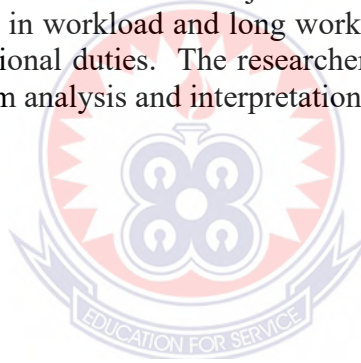 in workload and long work
ional duties. The researcher
m analysis and interpretation
EDUCATION FOR SERVICE